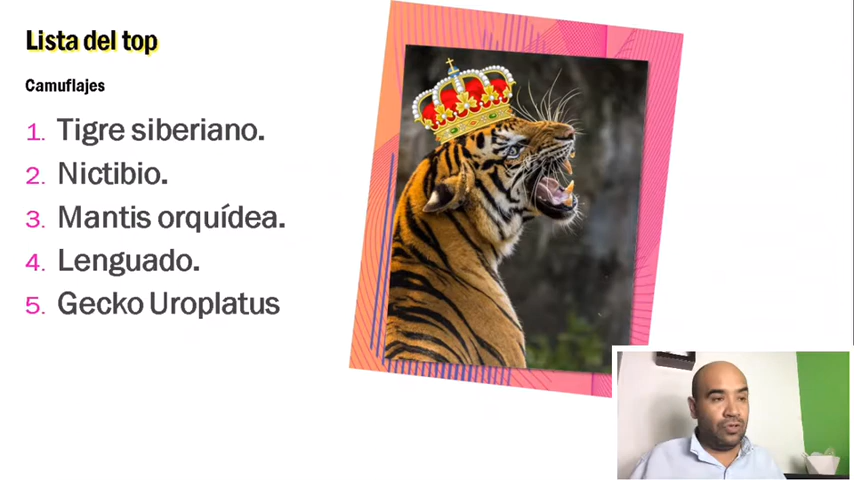 Lista del top
Camuflajes
1. Tigre siberiano.
2. Nictibio.
3. Mantis orquídea.
4. Lenguado.
5. Gecko Uroplatus